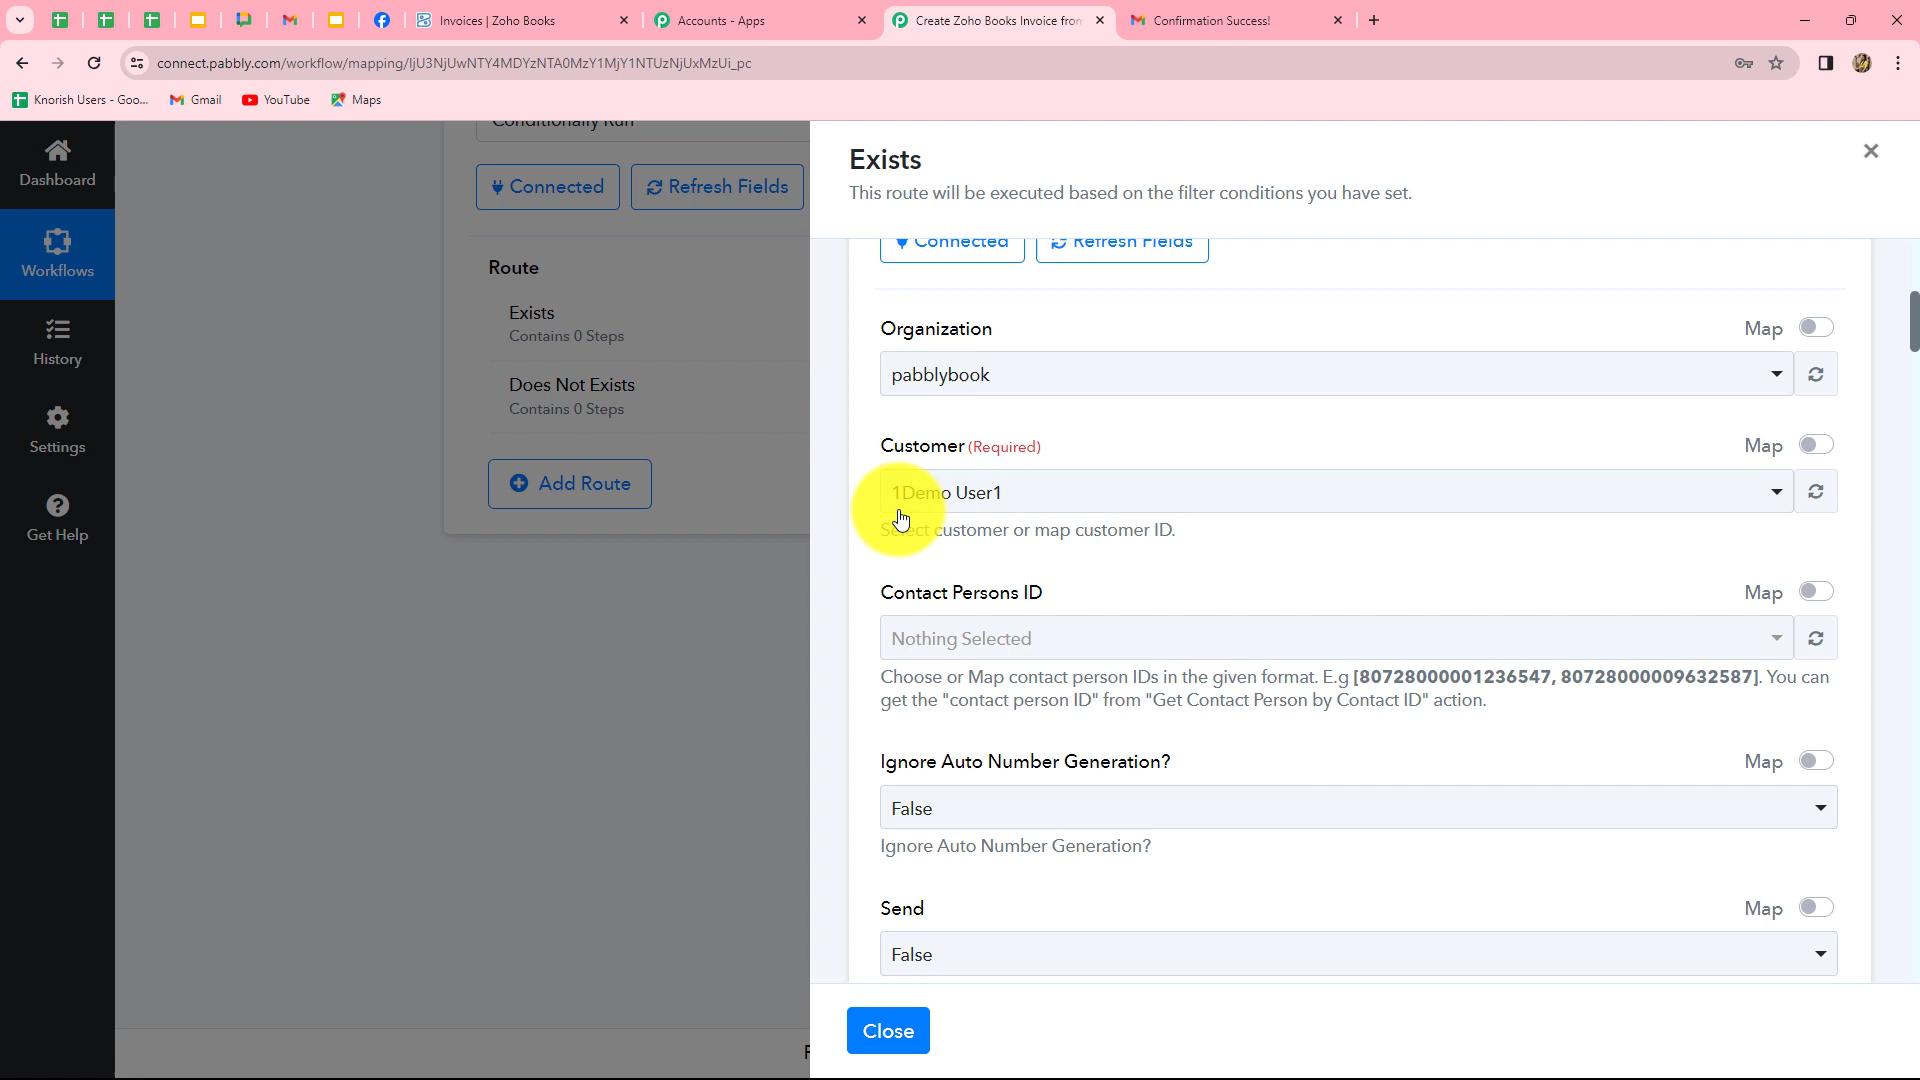 Invoices | Zoho Books
Accounts - Apps
Create Zoho Books Invoice from
Confirmation Success!
connect.pabbly.com/workflow/mapping/IjU3NjUwNTY4MDYzNTA0MzY1MjY1NTUzNjUxMzUi_pc
Knorish Users - Goo...
Gmail
YouTube
Maps
Dashboard
Workflows
History
Settings
Get Help
Conditionally Run
Connected
Refresh Fields
Route
Exists
Contains 0 Steps
Does Not Exists
Contains 0 Steps
Add Route
Exists
This route will be executed based on the filter conditions you have set.
Connected
Refresh Fields
Organization
Map
pabblybook
Customer (Required)
Map
1Demo User1
Select customer or map customer ID.
Contact Persons ID
Map
Nothing Selected
Choose or Map contact person IDs in the given format. E.g [80728000001236547, 80728000009632587]. You can
get the "contact person ID" from "Get Contact Person by Contact ID" action.
Ignore Auto Number Generation?
Map
False
Ignore Auto Number Generation?
Send
Map
False
Close